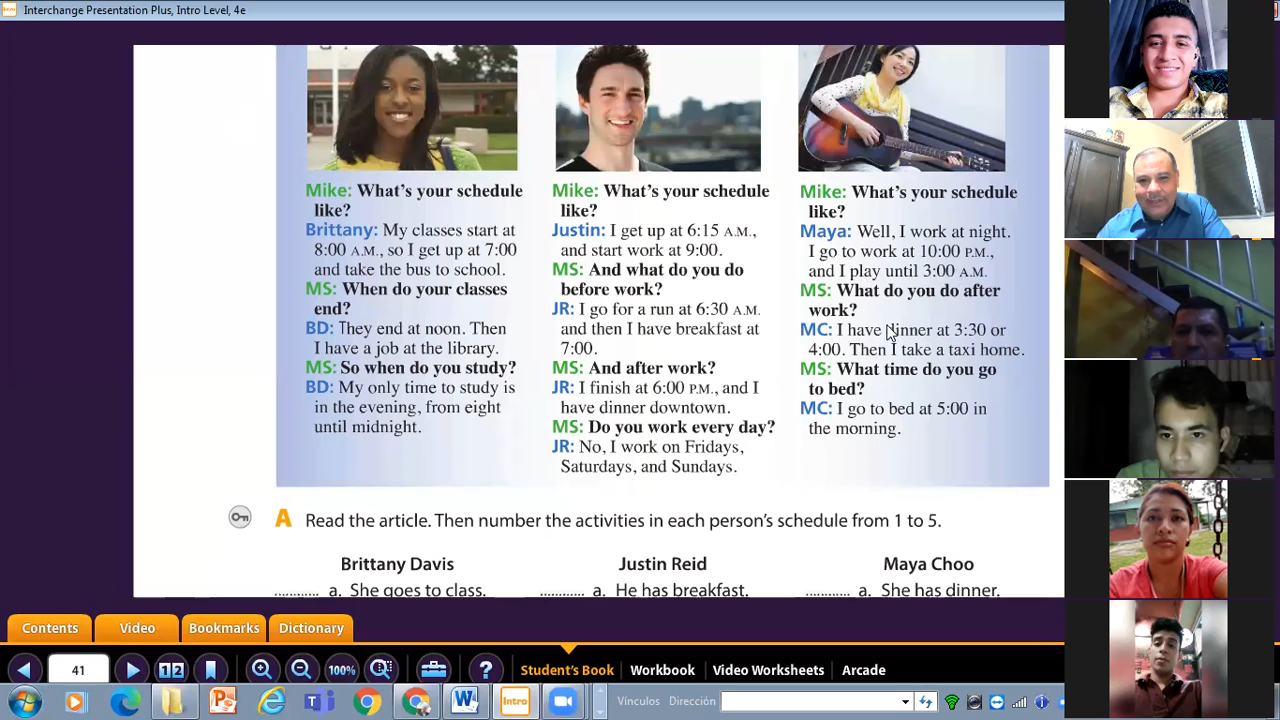 Interchange Presentation Plus, Intro Level, 4e
Mike: What's your schedule
like?
Brittany: My classes start at
8:00 A.M., so I get up at 7:00
and take the bus to school.
MS: When do your classes
end?
BD: They end at noon. Then
I have a job at the library.
MS: So when do you study?
BD: My only time to study is
in the evening, from eight
until midnight.
Mike: What's your schedule
like?
Justin: I get up at 6:15 A.M.,
and start work at 9:00.
MS: And what do you do
before work?
JR: I go for a run at 6:30 A.M.
and then I have breakfast at
7:00.
MS: And after work?
JR: I finish at 6:00 P.M., and I
have dinner downtown.
MS: Do you work every day?
JR: No, I work on Fridays,
Saturdays, and Sundays.
Mike: What's your schedule
like?
Maya: Well, I work at night.
I go to work at 10:00 P.M.,
and I play until 3:00 A.M.
MS: What do you do after
work?
MC: I have dinner at 3:30 or
4:00. Then I take a taxi home.
MS: What time do you go
to bed?
MC: I go to bed at 5:00 in
the morning.
A Read the article. Then number the activities in each person's schedule from 1 to 5.
Brittany Davis Justin Reid Maya Choo
............ a. She goes to class. ............ a. He has breakfast. ............ a. She has dinner.
Contents Video Bookmarks Dictionary
41 12 100% ? Student's Book Workbook Video Worksheets Arcade
Intro Vínculos Dirección